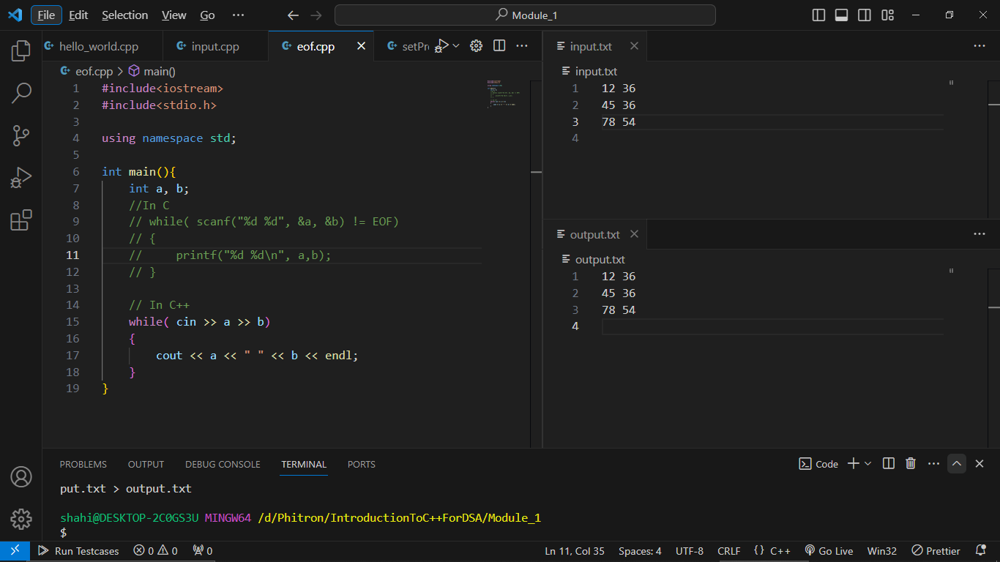 File Edit Selection View Go ··· Module_1
hello_world.cpp input.cpp eof.cpp setPr
eof.cpp > main()
1 #include<iostream>
2 #include<stdio.h>
3
4 using namespace std;
5
6 int main(){
7 int a, b;
8 //In C
9 // while( scanf("%d %d", &a, &b) != EOF)
10 // {
11 // printf("%d %d\n", a,b);
12 // }
13
14 // In C++
15 while( cin >> a >> b)
16 {
17 cout << a << " " << b << endl;
18 }
19 }
input.txt
input.txt
1 12 36
2 45 36
3 78 54
4
output.txt
output.txt
1 12 36
2 45 36
3 78 54
4
PROBLEMS OUTPUT DEBUG CONSOLE TERMINAL PORTS Code
put.txt > output.txt
shahi@DESKTOP-2C0GS3U MINGW64 /d/Phitron/IntroductionToC++ForDSA/Module_1
$
Run Testcases 0 0 0 Ln 11, Col 35 Spaces: 4 UTF-8 CRLF {} C++ Go Live Win32 Prettier